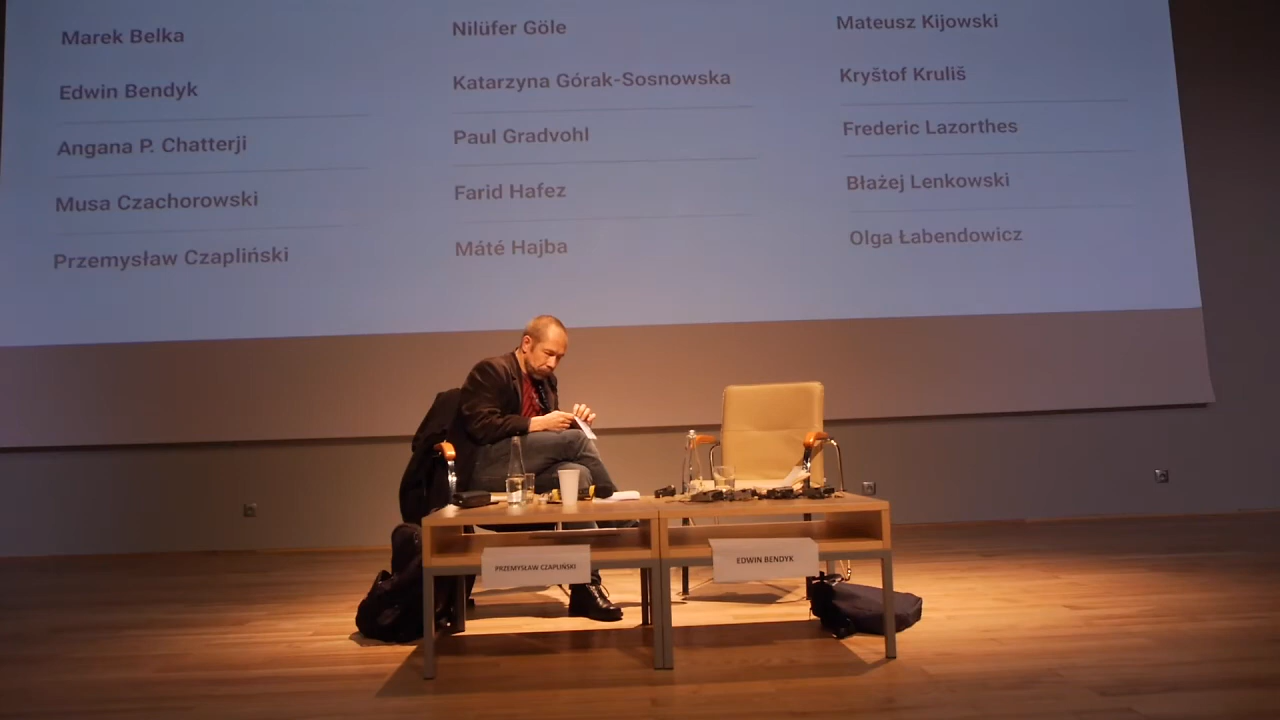 Marek Belka
Edwin Bendyk
Angana P. Chatterji
Musa Czachorowski
Przemysław Czapliński
Nilüfer Göle
Katarzyna Górak-Sosnowska
Paul Gradvohl
Farid Hafez
Máté Hajba
Mateusz Kijowski
Kryštof Kruliš
Frederic Lazorthes
Błażej Lenkowski
Olga Łabendowicz
PRZEMYSŁAW CZAPLIŃSKI
EDWIN BENDYK